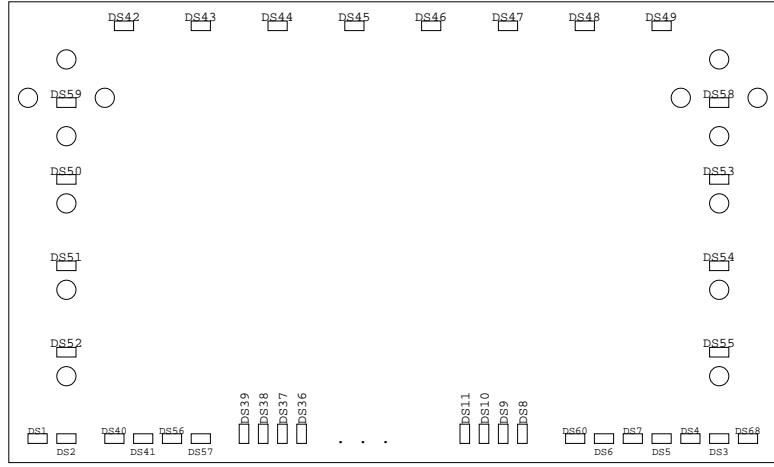 DS42 DS43 DS44 DS45 DS46 DS47 DS48 DS49
DS59 DS58
DS50 DS53
DS51 DS54
DS52 DS55
DS39 DS38 DS37 DS36 DS11 DS10 DS9 DS8
DS1 DS40 DS56 DS60 DS7 DS4 DS68
DS2 DS41 DS57 . . . DS6 DS5 DS3